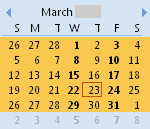 March
S M T W T F S
26 27 28 1 2 3 4
5 6 7 8 9 10 11
12 13 14 15 16 17 18
19 20 21 22 23 24 25
26 27 28 29 30 31 1
2 3 4 5 6 7 8